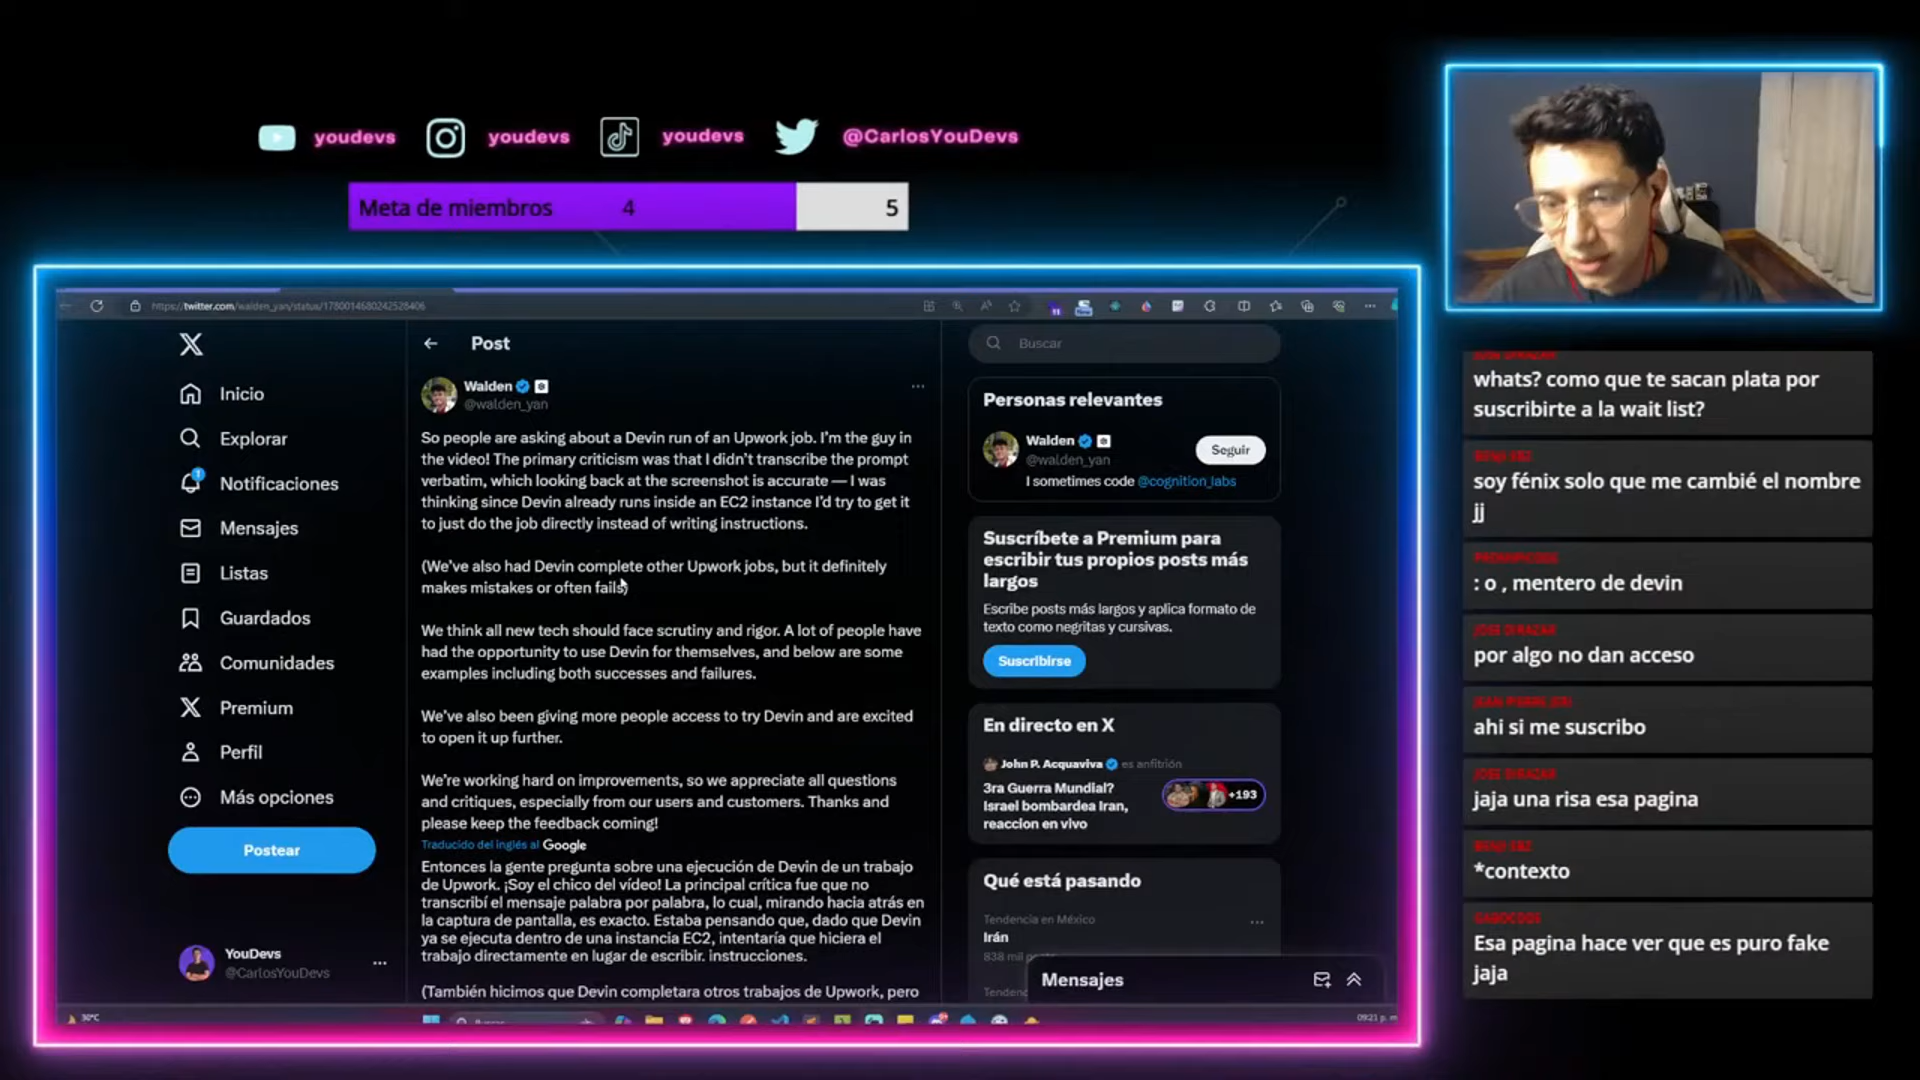 youdevs
youdevs
youdevs
@CarlosYouDevs
Meta de miembros 4 5
https://twitter.com/walden_yan/status/1780014680242528406
Inicio
Explorar
1
Notificaciones
Mensajes
Listas
Guardados
Comunidades
Premium
Perfil
Más opciones
Postear
YouDevs
@CarlosYouDevs
Post
Walden
@walden_yan
So people are asking about a Devin run of an Upwork job. I'm the guy in
the video! The primary criticism was that I didn't transcribe the prompt
verbatim, which looking back at the screenshot is accurate — I was
thinking since Devin already runs inside an EC2 instance I'd try to get it
to just do the job directly instead of writing instructions.
(We've also had Devin complete other Upwork jobs, but it definitely
makes mistakes or often fails)
We think all new tech should face scrutiny and rigor. A lot of people have
had the opportunity to use Devin for themselves, and below are some
examples including both successes and failures.
We've also been giving more people access to try Devin and are excited
to open it up further.
We're working hard on improvements, so we appreciate all questions
and critiques, especially from our users and customers. Thanks and
please keep the feedback coming!
Traducido del inglés al Google
Entonces la gente pregunta sobre una ejecución de Devin de un trabajo
de Upwork. ¡Soy el chico del vídeo! La principal crítica fue que no
transcribí el mensaje palabra por palabra, lo cual, mirando hacia atrás en
la captura de pantalla, es exacto. Estaba pensando que, dado que Devin
ya se ejecuta dentro de una instancia EC2, intentaría que hiciera el
trabajo directamente en lugar de escribir. instrucciones.
(También hicimos que Devin completara otros trabajos de Upwork, pero
Buscar
Personas relevantes
Walden
@walden_yan
Seguir
I sometimes code @cognition_labs
Suscríbete a Premium para
escribir tus propios posts más
largos
Escribe posts más largos y aplica formato de
texto como negritas y cursivas.
Suscribirse
En directo en X
John P. Acquaviva es anfitrión
3ra Guerra Mundial?
Israel bombardea Iran,
reaccion en vivo
+193
Qué está pasando
Tendencia en México
Irán
838 mil
Mensajes
30°C
09:21 p. m.
whats? como que te sacan plata por
suscribirte a la wait list?
soy fénix solo que me cambié el nombre
jj
: o , mentero de devin
por algo no dan acceso
ahi si me suscribo
jaja una risa esa pagina
*contexto
Esa pagina hace ver que es puro fake
jaja